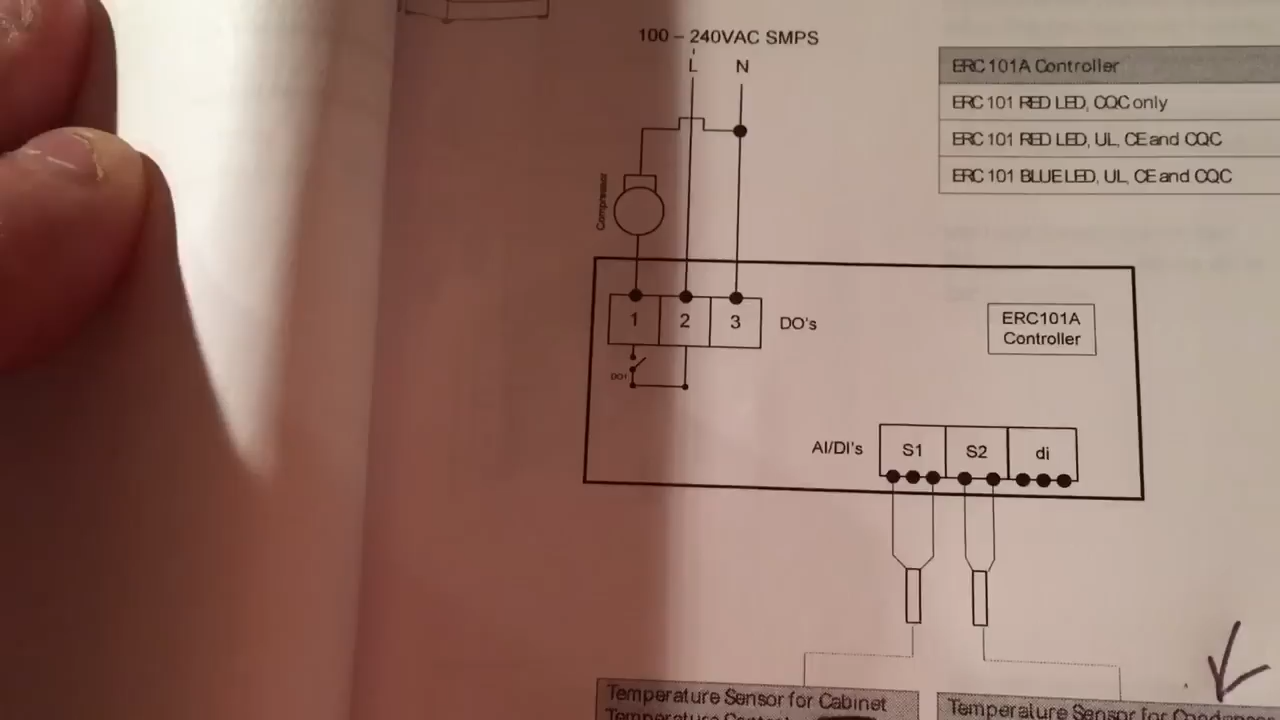 100 – 240VAC SMPS
L
N
ERC101A Controller
ERC 101 RED LED, CQC only
ERC 101 RED LED, UL, CE and CQC
ERC 101 BLUE LED, UL, CE and CQC
Compressor
1
2
3
DO's
ERC101A
Controller
DO1
AI/DI's
S1
S2
di
Temperature Sensor for Cabinet
Temperature Sensor for
Temperature